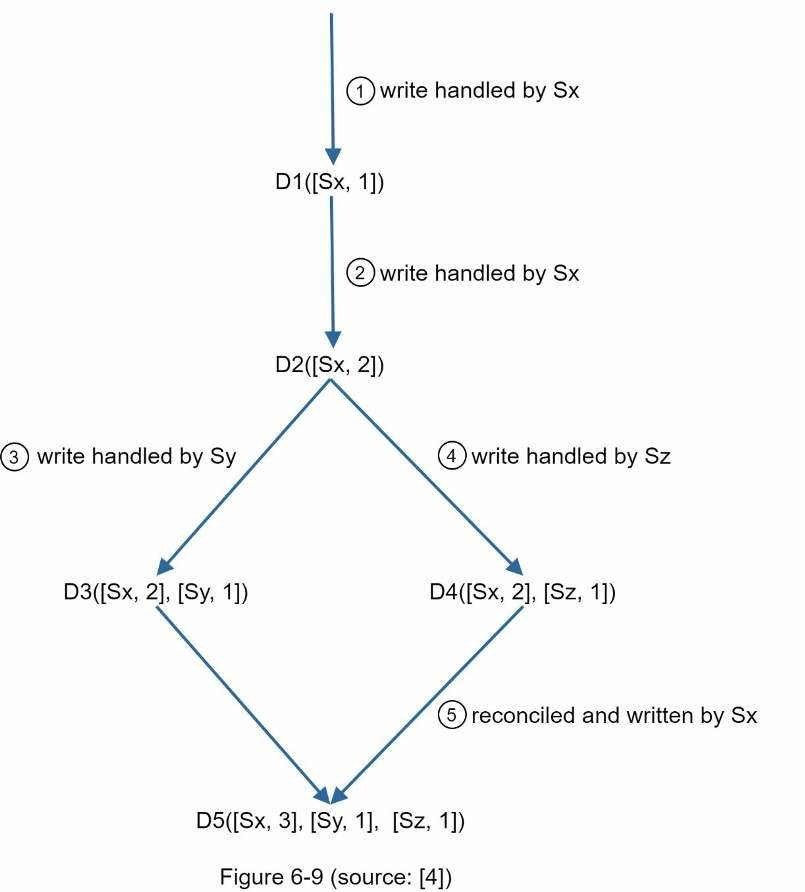 ① write handled by Sx
D1([Sx, 1])
② write handled by Sx
D2([Sx, 2])
③ write handled by Sy
④ write handled by Sz
D3([Sx, 2], [Sy, 1])
D4([Sx, 2], [Sz, 1])
⑤ reconciled and written by Sx
D5([Sx, 3], [Sy, 1], [Sz, 1])
Figure 6-9 (source: [4])